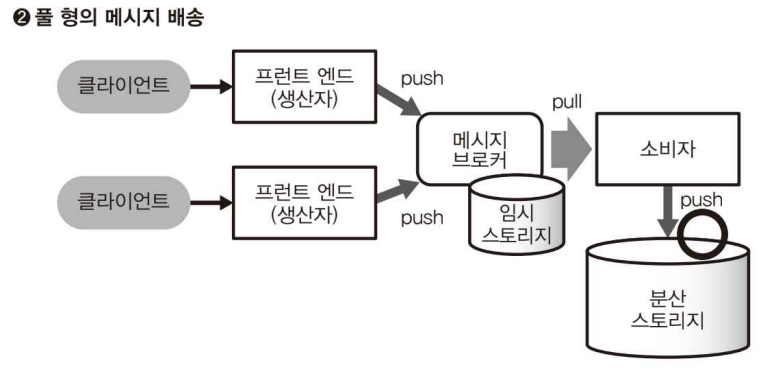 ❷ 풀 형의 메시지 배송
클라이언트
프런트 엔드
(생산자)
push
클라이언트
프런트 엔드
(생산자)
push
메시지
브로커
임시
스토리지
pull
소비자
push
분산
스토리지